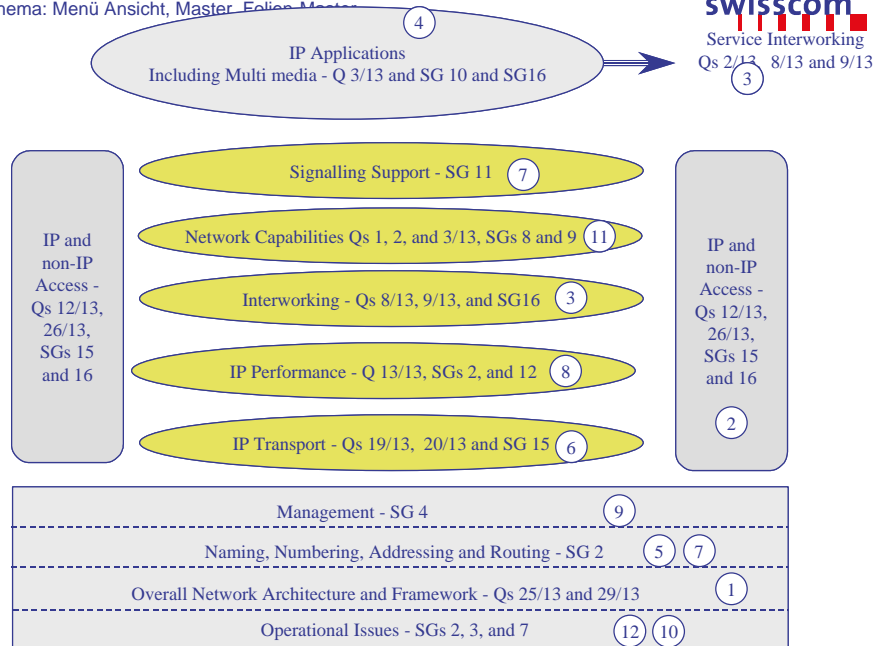 nema: Menü Ansicht, Master, Folien-Master
swisscom
4
IP Applications
Including Multi media - Q 3/13 and SG 10 and SG16
Service Interworking
Qs 2/13, 8/13 and 9/13
3
Signalling Support - SG 11 7
Network Capabilities Qs 1, 2, and 3/13, SGs 8 and 9 11
Interworking - Qs 8/13, 9/13, and SG16 3
IP Performance - Q 13/13, SGs 2, and 12 8
IP Transport - Qs 19/13, 20/13 and SG 15 6
IP and
non-IP
Access -
Qs 12/13,
26/13,
SGs 15
and 16
IP and
non-IP
Access -
Qs 12/13,
26/13,
SGs 15
and 16
2
Management - SG 4 9
Naming, Numbering, Addressing and Routing - SG 2 5 7
Overall Network Architecture and Framework - Qs 25/13 and 29/13 1
Operational Issues - SGs 2, 3, and 7 12 10